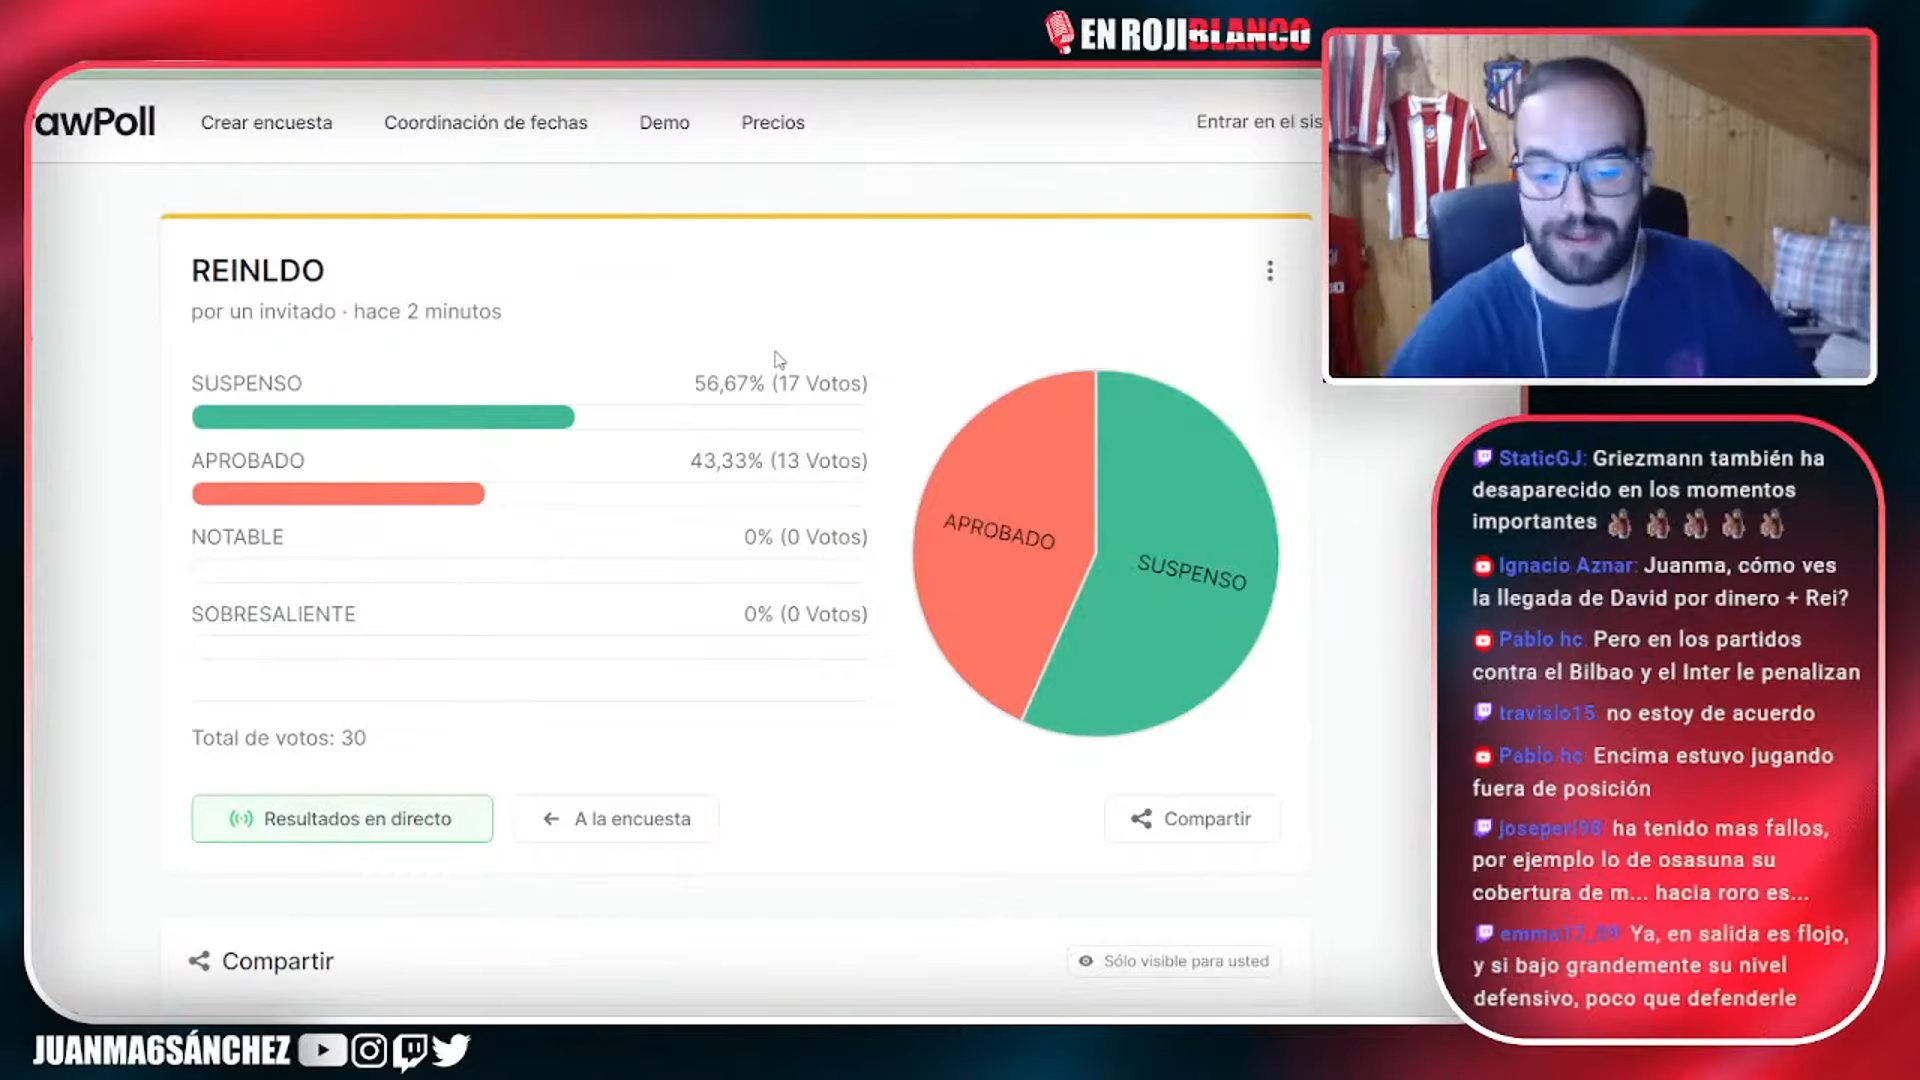 EN ROJIBLANCO
awPoll
Crear encuesta
Coordinación de fechas
Demo
Precios
Entrar en el sis
REINLDO
por un invitado · hace 2 minutos
SUSPENSO
56,67% (17 Votos)
APROBADO
43,33% (13 Votos)
NOTABLE
0% (0 Votos)
SOBRESALIENTE
0% (0 Votos)
APROBADO
SUSPENSO
Total de votos: 30
Resultados en directo
A la encuesta
Compartir
Compartir
Sólo visible para usted
StaticGJ: Griezmann también ha
desaparecido en los momentos
importantes
Ignacio Aznar: Juanma, cómo ves
la llegada de David por dinero + Rei?
Pablo hc: Pero en los partidos
contra el Bilbao y el Inter le penalizan
travislo15: no estoy de acuerdo
Pablo hc: Encima estuvo jugando
fuera de posición
joseperi98: ha tenido mas fallos,
por ejemplo lo de osasuna su
cobertura de m... hacia roro es...
emma17_09: Ya, en salida es flojo,
y si bajo grandemente su nivel
defensivo, poco que defenderle
JUANMA6SÁNCHEZ